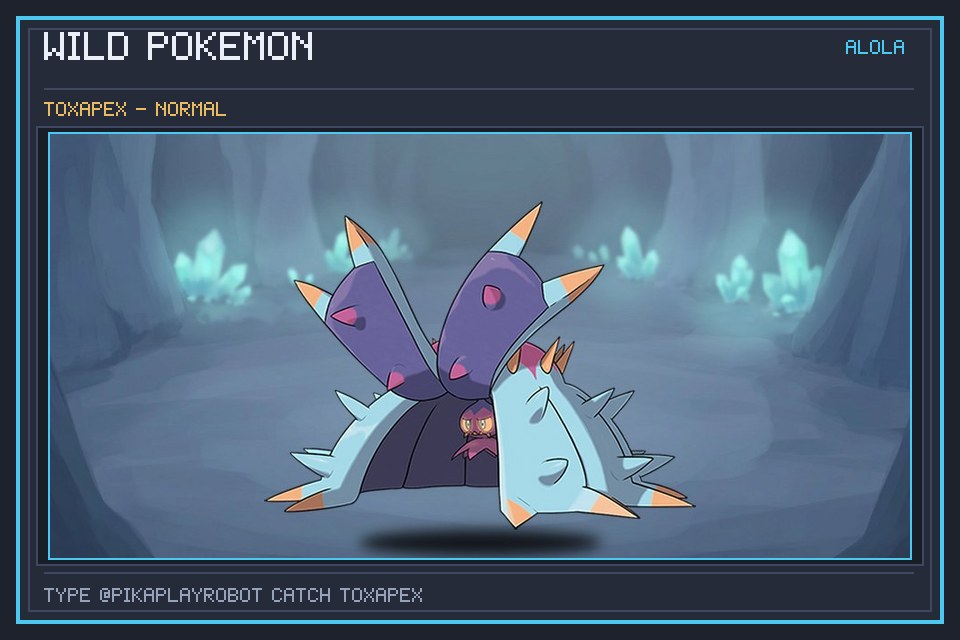 WILD POKEMON
ALOLA
TOXAPEX - NORMAL
TYPE @PIKAPLAYROBOT CATCH TOXAPEX